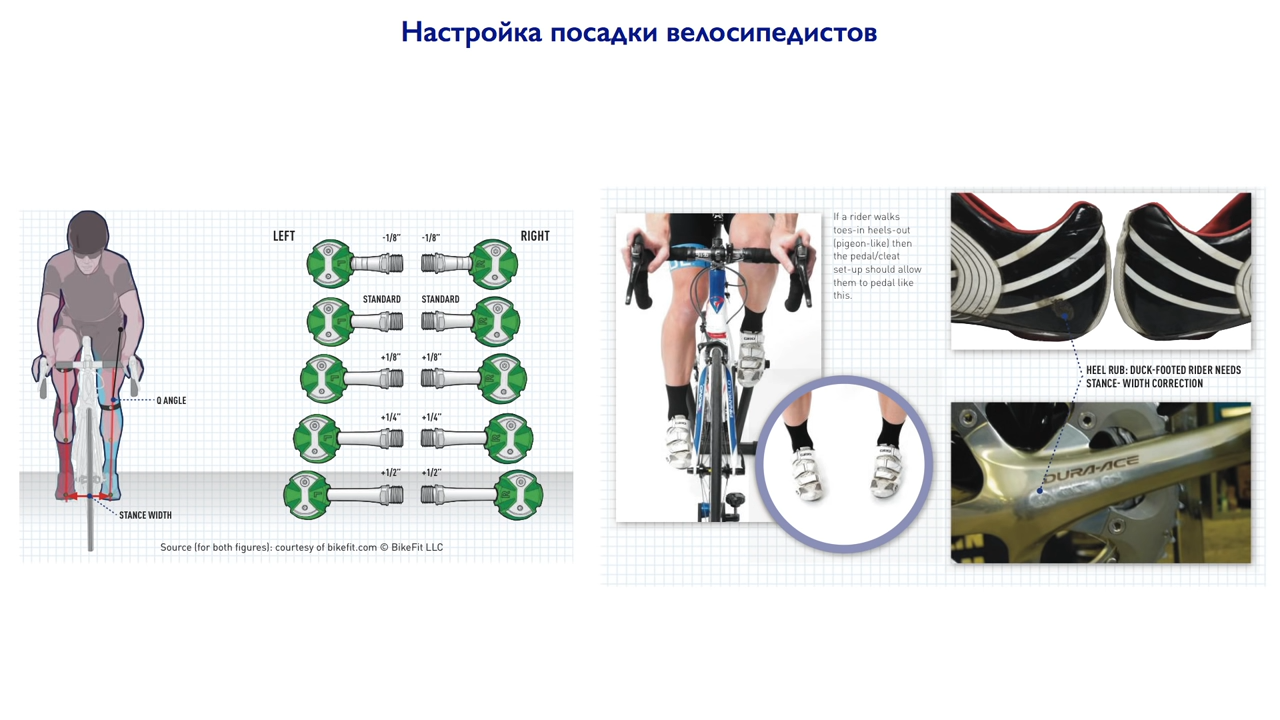 Настройка посадки велосипедистов
LEFT
RIGHT
-1/8"
-1/8"
STANDARD
STANDARD
+1/8"
+1/8"
+1/4"
+1/4"
+1/2"
+1/2"
Q ANGLE
STANCE WIDTH
Source (for both figures): courtesy of bikefit.com © BikeFit LLC
If a rider walks
toes-in heels-out
(pigeon-like) then
the pedal/cleat
set-up should allow
them to pedal like
this.
HEEL RUB: DUCK-FOOTED RIDER NEEDS
STANCE- WIDTH CORRECTION
DURA-ACE